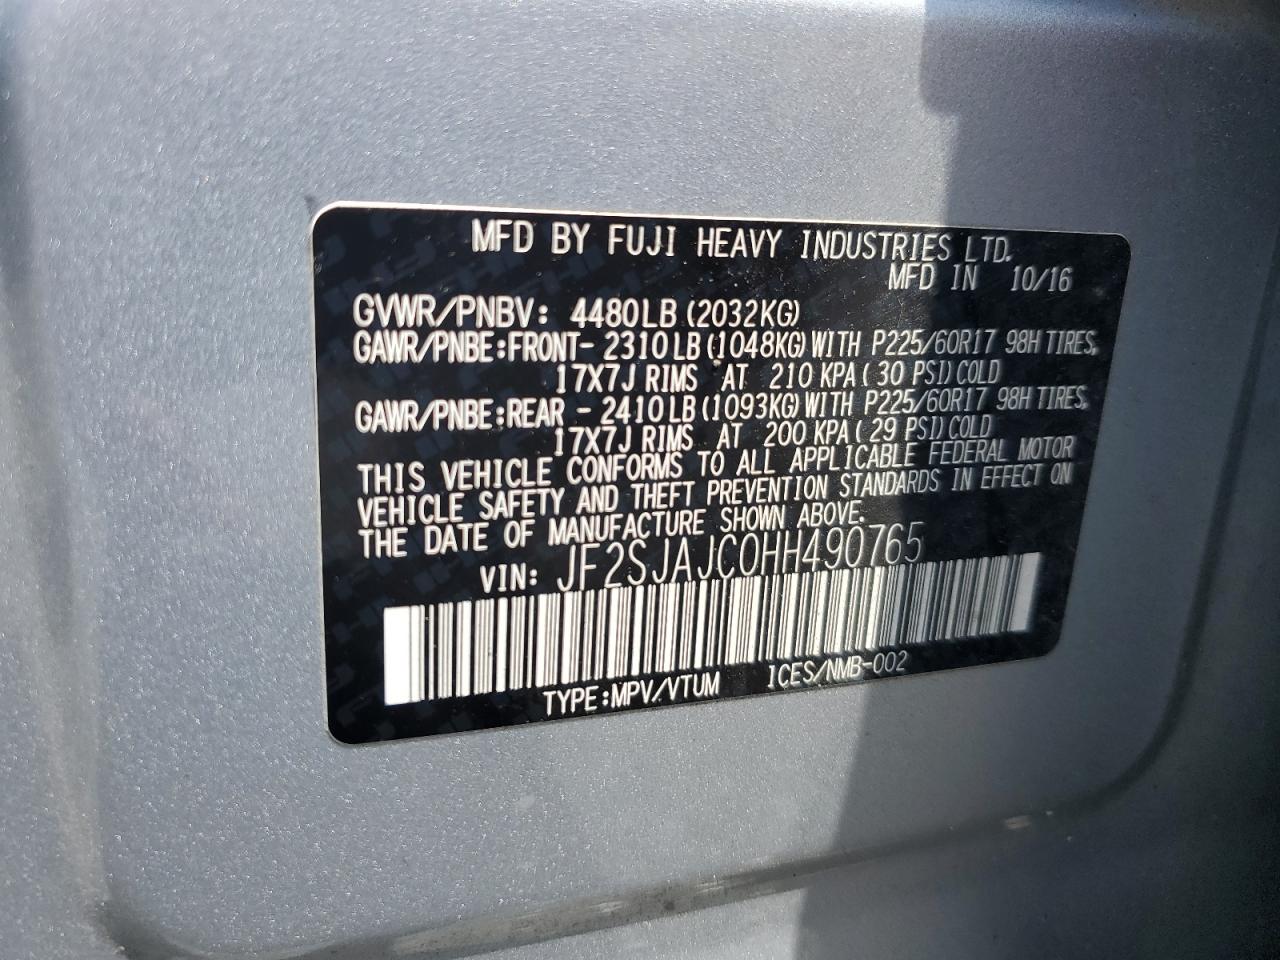 MFD BY FUJI HEAVY INDUSTRIES LTD.
MFD IN 10/16
GVWR/PNBV: 4480LB (2032KG)
GAWR/PNBE:FRONT- 2310LB (1048KG) WITH P225/60R17 98H TIRES,
17X7J RIMS AT 210 KPA ( 30 PSI) COLD
GAWR/PNBE:REAR - 2410LB (1093KG) WITH P225/60R17 98H TIRES,
17X7J RIMS AT 200 KPA ( 29 PSI) COLD
THIS VEHICLE CONFORMS TO ALL APPLICABLE FEDERAL MOTOR
VEHICLE SAFETY AND THEFT PREVENTION STANDARDS IN EFFECT ON
THE DATE OF MANUFACTURE SHOWN ABOVE.
VIN: JF2SJAJC0HH490765
TYPE:MPV/VTUM ICES/NMB-002